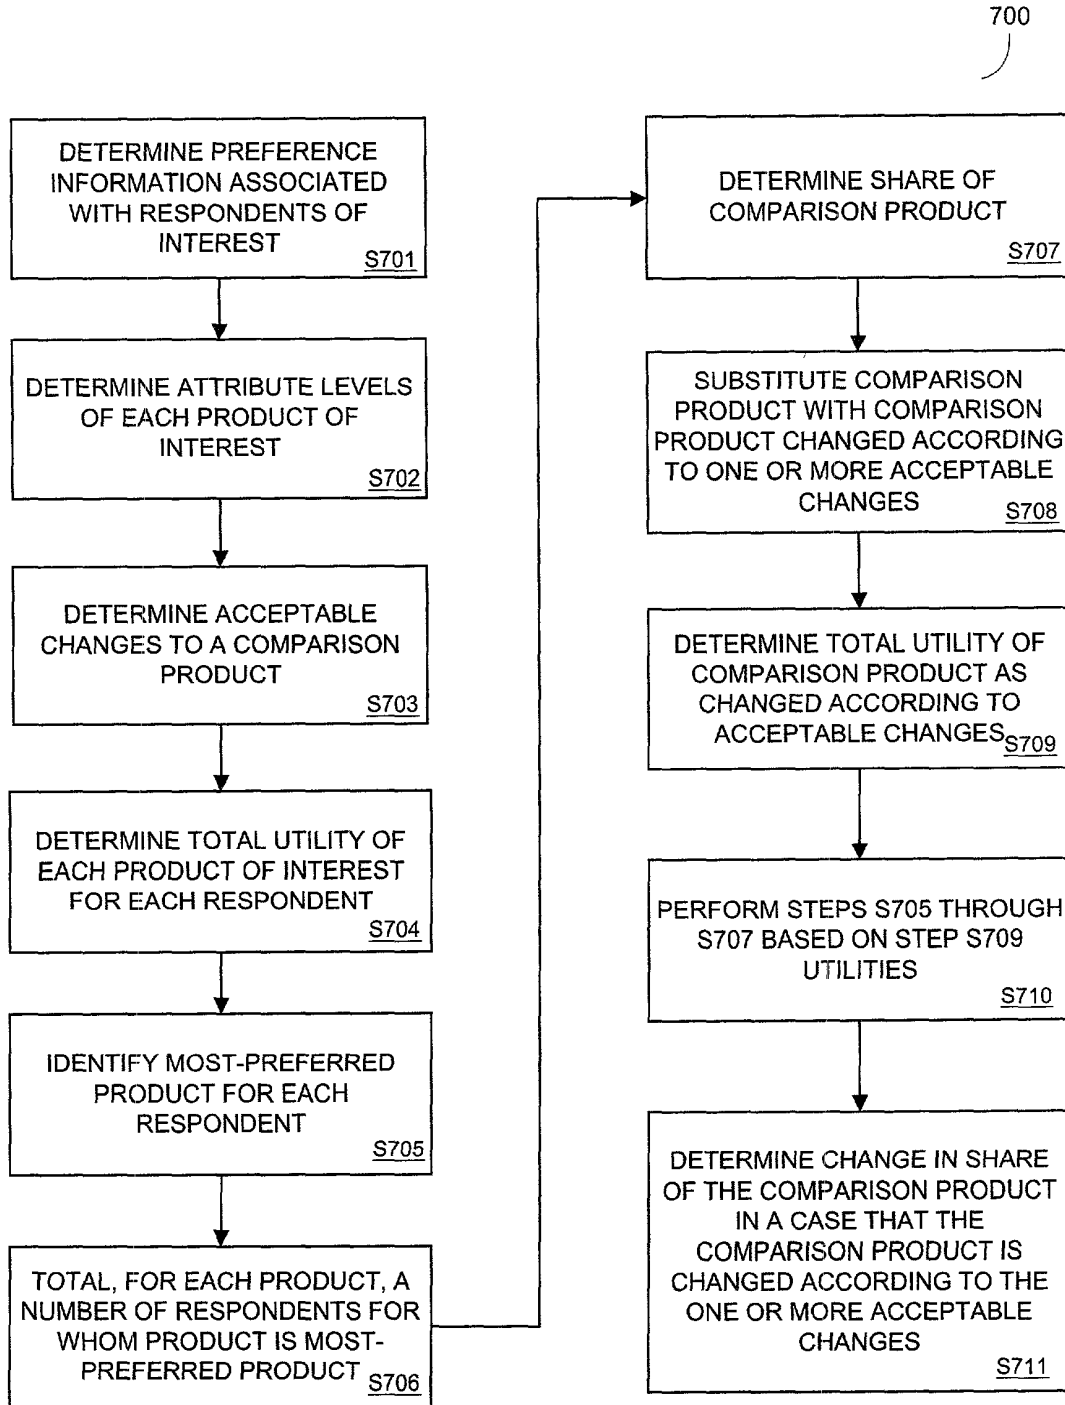 700
DETERMINE PREFERENCE
INFORMATION ASSOCIATED
WITH RESPONDENTS OF
INTEREST
S701
DETERMINE ATTRIBUTE LEVELS
OF EACH PRODUCT OF
INTEREST
S702
DETERMINE ACCEPTABLE
CHANGES TO A COMPARISON
PRODUCT
S703
DETERMINE TOTAL UTILITY OF
EACH PRODUCT OF INTEREST
FOR EACH RESPONDENT
S704
IDENTIFY MOST-PREFERRED
PRODUCT FOR EACH
RESPONDENT
S705
TOTAL, FOR EACH PRODUCT, A
NUMBER OF RESPONDENTS FOR
WHOM PRODUCT IS MOST-
PREFERRED PRODUCT
S706
DETERMINE SHARE OF
COMPARISON PRODUCT
S707
SUBSTITUTE COMPARISON
PRODUCT WITH COMPARISON
PRODUCT CHANGED ACCORDING
TO ONE OR MORE ACCEPTABLE
CHANGES
S708
DETERMINE TOTAL UTILITY OF
COMPARISON PRODUCT AS
CHANGED ACCORDING TO
ACCEPTABLE CHANGES
S709
PERFORM STEPS S705 THROUGH
S707 BASED ON STEP S709
UTILITIES
S710
DETERMINE CHANGE IN SHARE
OF THE COMPARISON PRODUCT
IN A CASE THAT THE
COMPARISON PRODUCT IS
CHANGED ACCORDING TO THE
ONE OR MORE ACCEPTABLE
CHANGES
S711